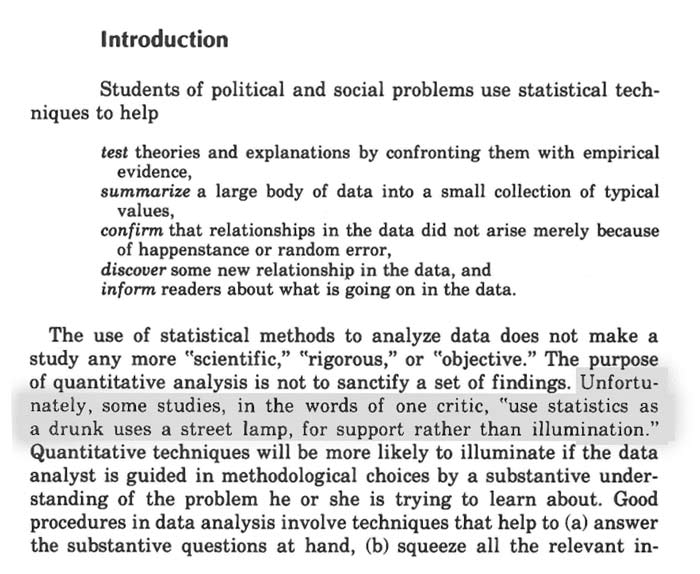 Introduction
Students of political and social problems use statistical tech-
niques to help
test theories and explanations by confronting them with empirical
evidence,
summarize a large body of data into a small collection of typical
values,
confirm that relationships in the data did not arise merely because
of happenstance or random error,
discover some new relationship in the data, and
inform readers about what is going on in the data.
The use of statistical methods to analyze data does not make a
study any more "scientific," "rigorous," or "objective." The purpose
of quantitative analysis is not to sanctify a set of findings. Unfortu-
nately, some studies, in the words of one critic, "use statistics as
a drunk uses a street lamp, for support rather than illumination."
Quantitative techniques will be more likely to illuminate if the data
analyst is guided in methodological choices by a substantive under-
standing of the problem he or she is trying to learn about. Good
procedures in data analysis involve techniques that help to (a) answer
the substantive questions at hand, (b) squeeze all the relevant in-